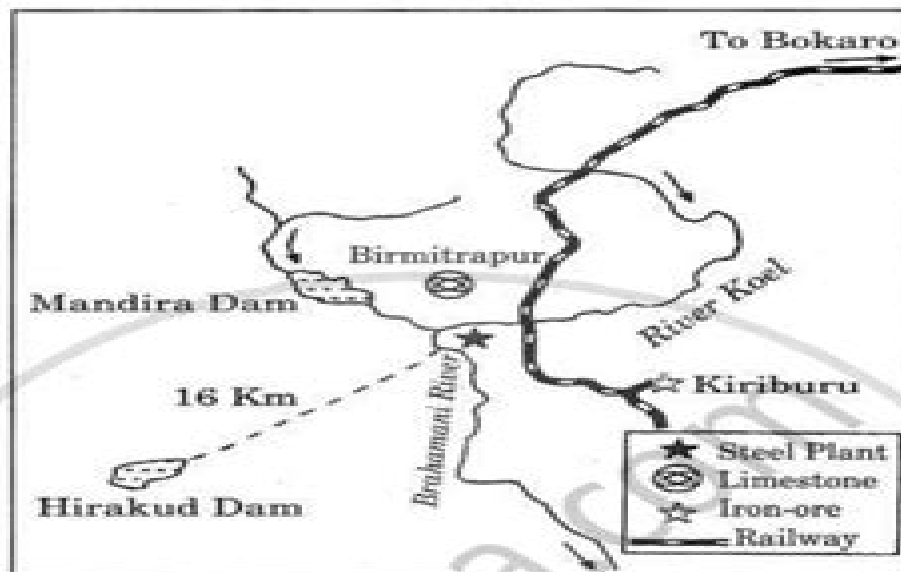 To Bokaro
Birmitrapur
Mandira Dam
River Koel
16 Km
Brahamani River
Kiriburu
Hirakud Dam
Steel Plant
Limestone
Iron-ore
Railway